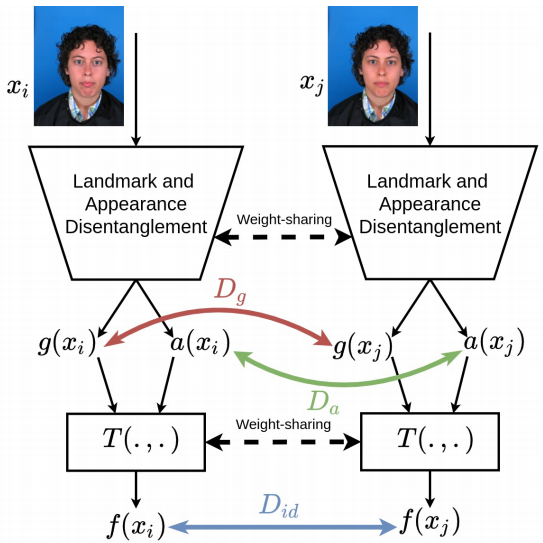 x_i
x_j
Landmark and
Appearance
Disentanglement
Weight-sharing
Landmark and
Appearance
Disentanglement
D_g
g(x_i)
a(x_i)
g(x_j)
a(x_j)
D_a
T(.,.)
Weight-sharing
T(.,.)
D_{id}
f(x_i)
f(x_j)